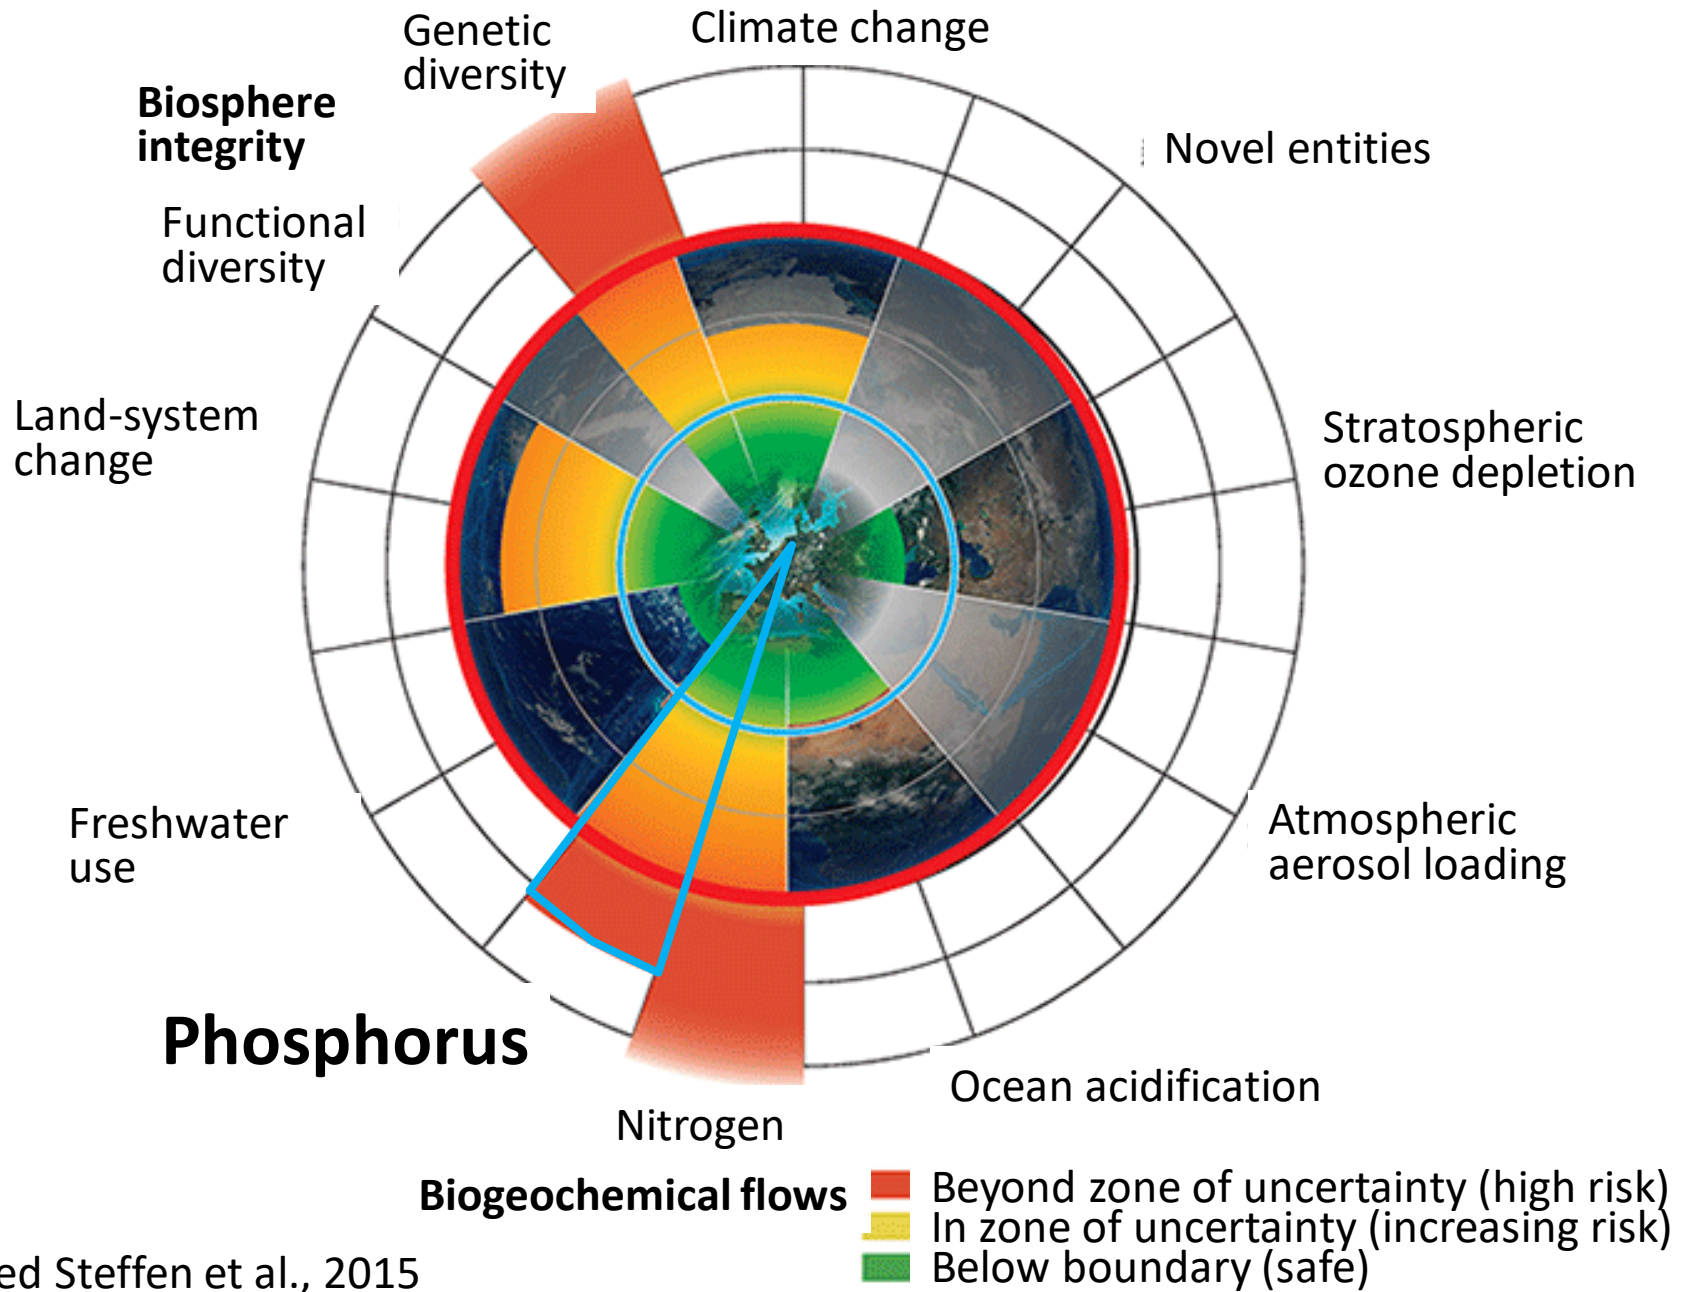 Genetic
diversity
Climate change
Biosphere
integrity
Novel entities
Functional
diversity
Land-system
change
Stratospheric
ozone depletion
Freshwater
use
Atmospheric
aerosol loading
Phosphorus
Ocean acidification
Nitrogen
Biogeochemical flows
Beyond zone of uncertainty (high risk)
In zone of uncertainty (increasing risk)
Below boundary (safe)
ed Steffen et al., 2015